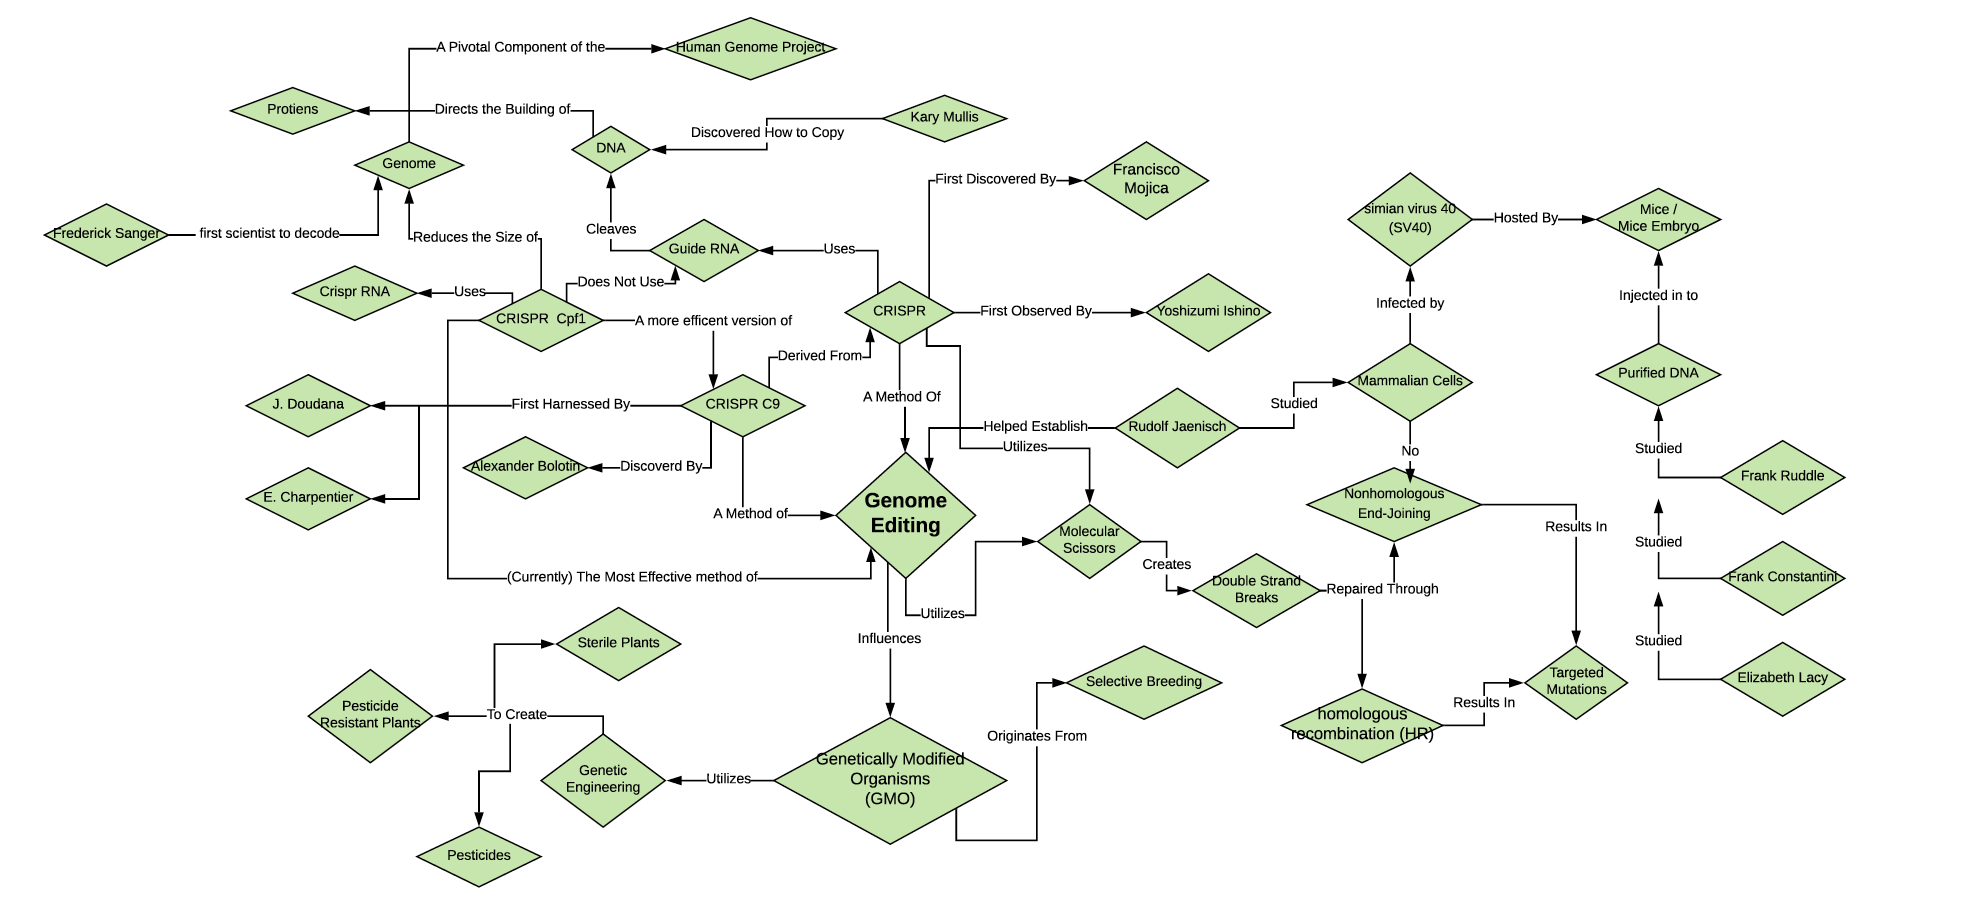 A Pivotal Component of the
Human Genome Project
Protiens
Directs the Building of
Kary Mullis
Discovered How to Copy
DNA
Genome
Francisco
Mojica
First Discovered By
simian virus 40
(SV40)
Hosted By
Mice /
Mice Embryo
Frederick Sanger
first scientist to decode
Reduces the Size of
Cleaves
Guide RNA
Uses
Crispr RNA
Uses
Does Not Use
CRISPR  Cpf1
A more efficent version of
CRISPR
First Observed By
Yoshizumi Ishino
Infected by
Injected in to
Derived From
Mammalian Cells
Purified DNA
J. Doudana
First Harnessed By
CRISPR C9
A Method Of
Studied
Helped Establish
Rudolf Jaenisch
Utilizes
No
Studied
Alexander Bolotin
Discoverd By
Frank Ruddle
E. Charpentier
A Method of
Genome
Editing
Nonhomologous
End-Joining
Molecular
Scissors
Results In
Studied
Creates
(Currently) The Most Effective method of
Double Strand
Breaks
Repaired Through
Frank Constantini
Utilizes
Influences
Sterile Plants
Studied
Selective Breeding
Targeted
Mutations
Elizabeth Lacy
Pesticide
Resistant Plants
To Create
Results In
homologous
recombination (HR)
Originates From
Genetically Modified
Organisms
(GMO)
Utilizes
Genetic
Engineering
Pesticides